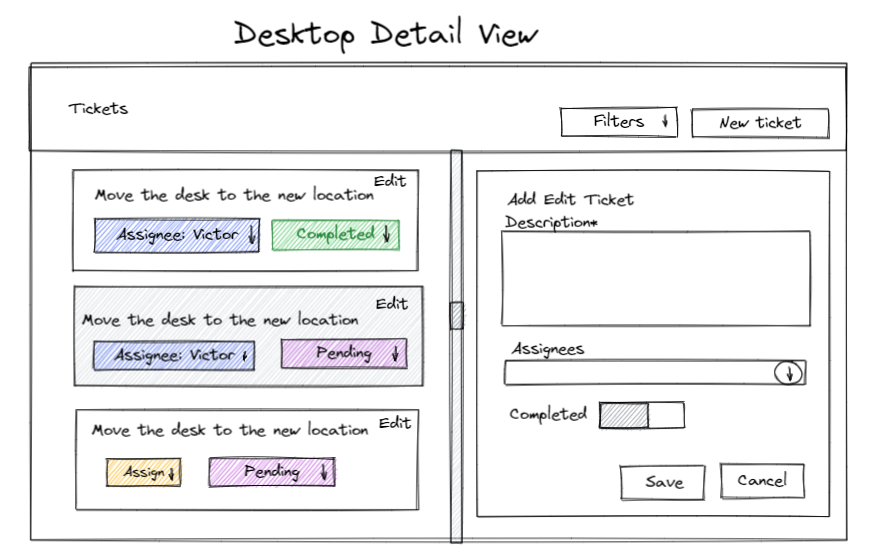 Desktop Detail View
Tickets
Filters ↓
New ticket
Edit
Move the desk to the new location
Assignee: Victor ↓
Completed ↓
Edit
Move the desk to the new location
Assignee: Victor ↓
Pending ↓
Edit
Move the desk to the new location
Assign ↓
Pending ↓
Add Edit Ticket
Description*
Assignees
↓
Completed
Save
Cancel